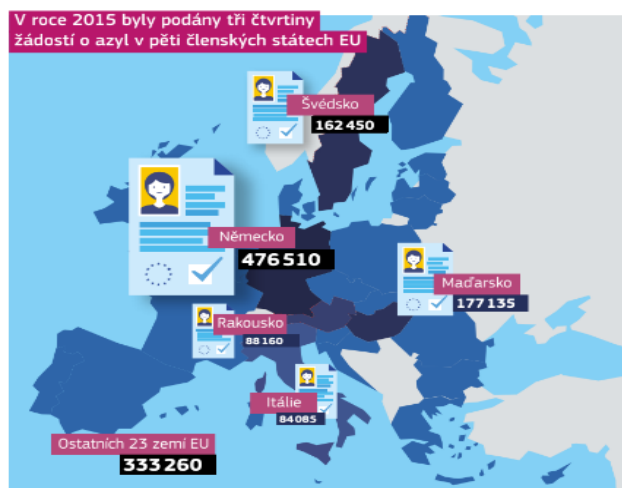 V roce 2015 byly podány tři čtvrtiny
žádostí o azyl v pěti členských státech EU
Švédsko
162 450
Německo
476 510
Maďarsko
177 135
Rakousko
88 160
Itálie
84 085
Ostatních 23 zemí EU
333 260